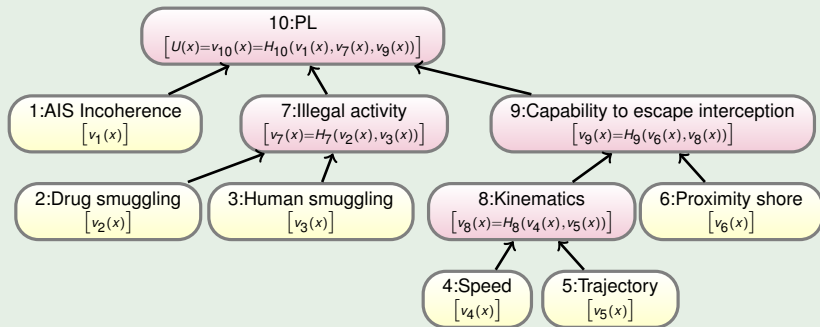 10:PL
[U(x)=v10(x)=H10(v1(x),v7(x),v9(x))]
1:AIS Incoherence
[v1(x)]
7:Illegal activity
[v7(x)=H7(v2(x),v3(x))]
9:Capability to escape interception
[v9(x)=H9(v6(x),v8(x))]
2:Drug smuggling
[v2(x)]
3:Human smuggling
[v3(x)]
8:Kinematics
[v8(x)=H8(v4(x),v5(x))]
6:Proximity shore
[v6(x)]
4:Speed
[v4(x)]
5:Trajectory
[v5(x)]